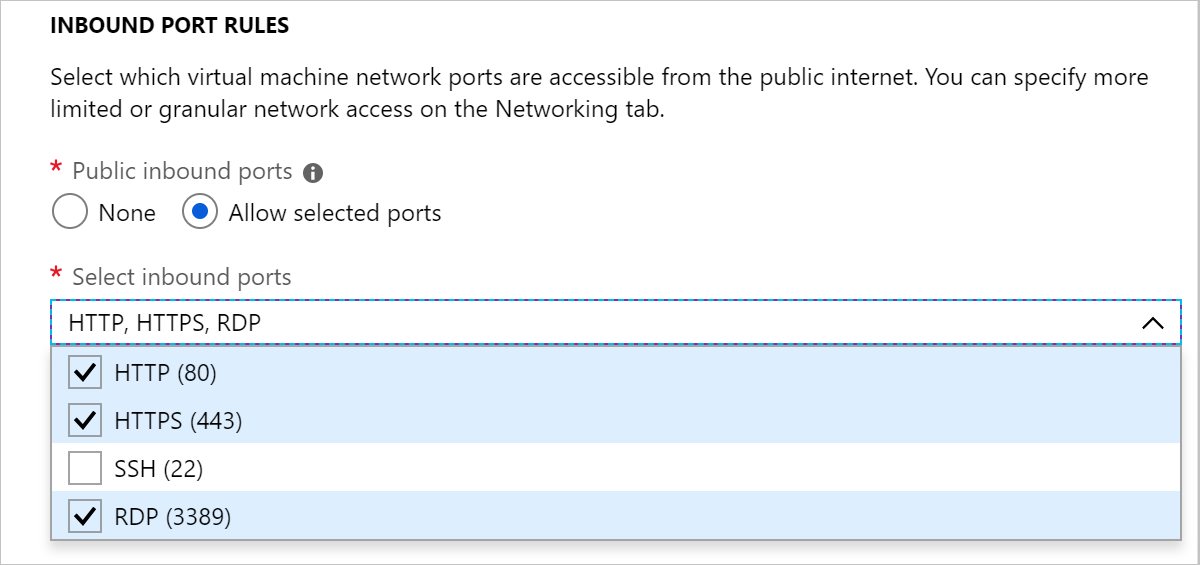 INBOUND PORT RULES
Select which virtual machine network ports are accessible from the public internet. You can specify more
limited or granular network access on the Networking tab.
* Public inbound ports
None Allow selected ports
* Select inbound ports
HTTP, HTTPS, RDP
HTTP (80)
HTTPS (443)
SSH (22)
RDP (3389)